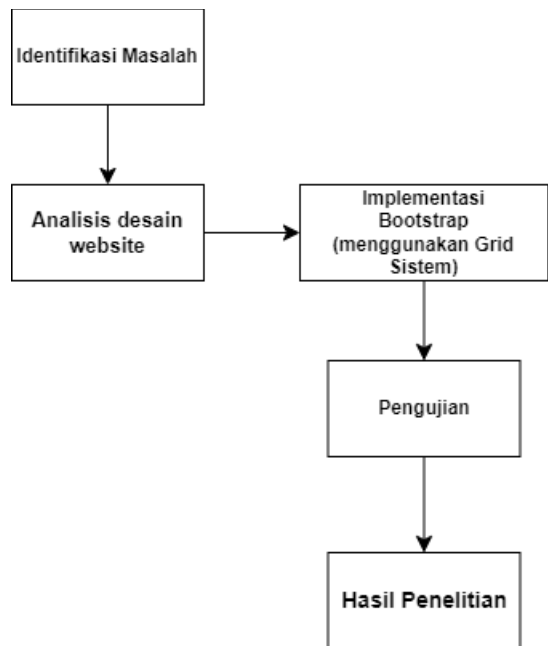 Identifikasi Masalah
Analisis desain
website
Implementasi
Bootstrap
(menggunakan Grid
Sistem)
Pengujian
Hasil Penelitian